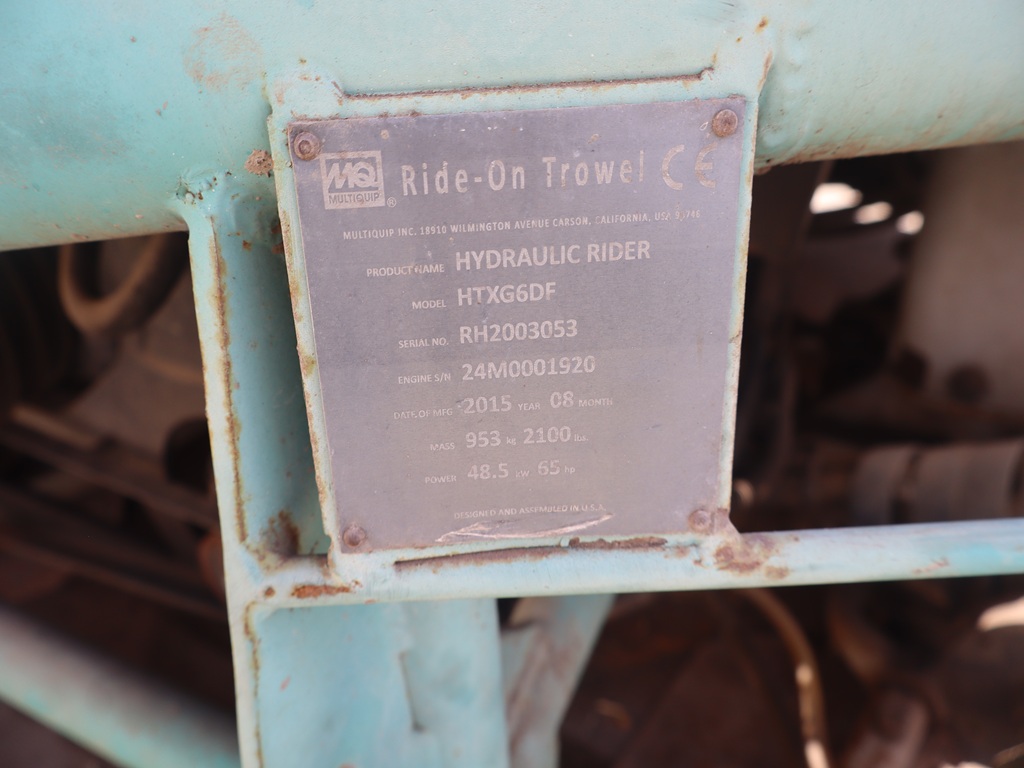 MQ
MULTIQUIP ®
Ride-On Trowel CE
MULTIQUIP INC. 18910 WILMINGTON AVENUE CARSON, CALIFORNIA, USA 90746
PRODUCT NAME HYDRAULIC RIDER
MODEL HTXG6DF
SERIAL NO. RH2003053
ENGINE S/N 24M0001920
DATE OF MFG 2015 YEAR 08 MONTH
MASS 953 kg 2100 lbs.
POWER 48.5 kW 65 hp
DESIGNED AND ASSEMBLED IN U.S.A.